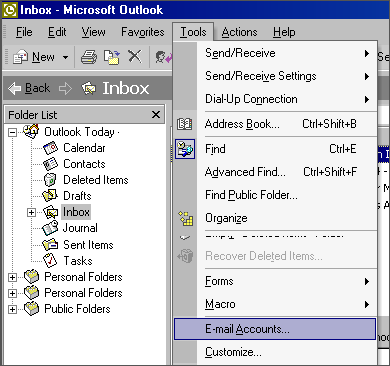 Inbox - Microsoft Outlook
File Edit View Favorites Tools Actions Help
New
Back Inbox
Folder List
Outlook Today -
Calendar
Contacts
Deleted Items
Drafts
Inbox
Journal
Sent Items
Tasks
Personal Folders
Personal Folders
Public Folders
Send/Receive
Send/Receive Settings
Dial-Up Connection
Address Book... Ctrl+Shift+B
Find Ctrl+E
Advanced Find... Ctrl+Shift+F
Find Public Folder...
Organize
Recover Deleted Items...
Forms
Macro
E-mail Accounts...
Customize...